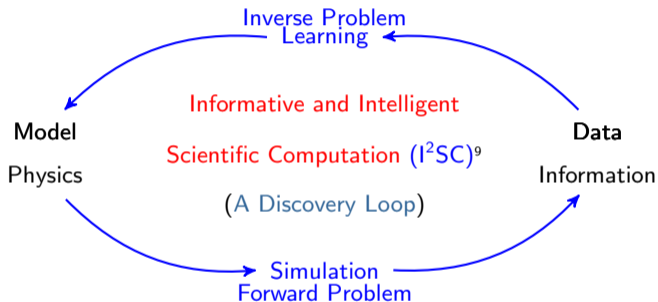 Inverse Problem
Learning
Informative and Intelligent
Model
Data
Scientific Computation (I²SC)⁹
Physics
Information
(A Discovery Loop)
Simulation
Forward Problem